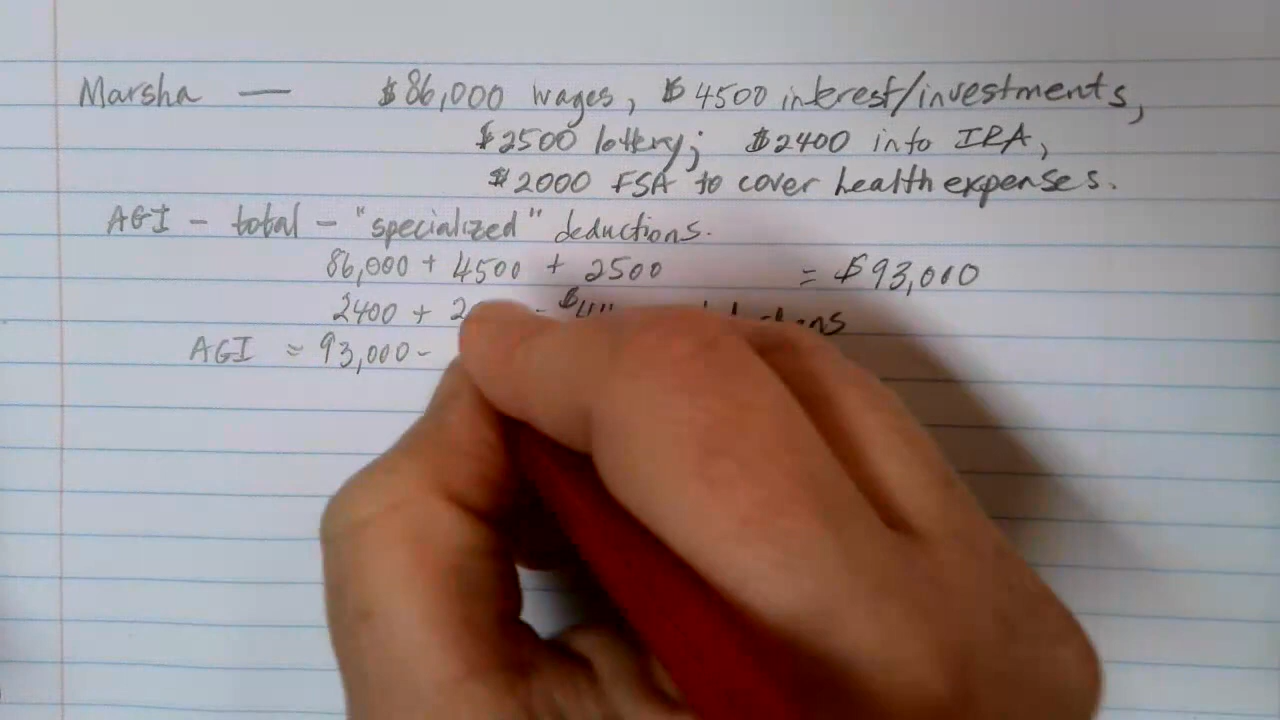 Marsha — $86,000 wages, $4500 interest/investments,
$2500 lottery; $2400 into IRA,
$2000 FSA to cover health expenses.
AGI - total - "specialized" deductions.
86,000 + 4500 + 2500 = $93,000
2400 +
AGI = 93,000-